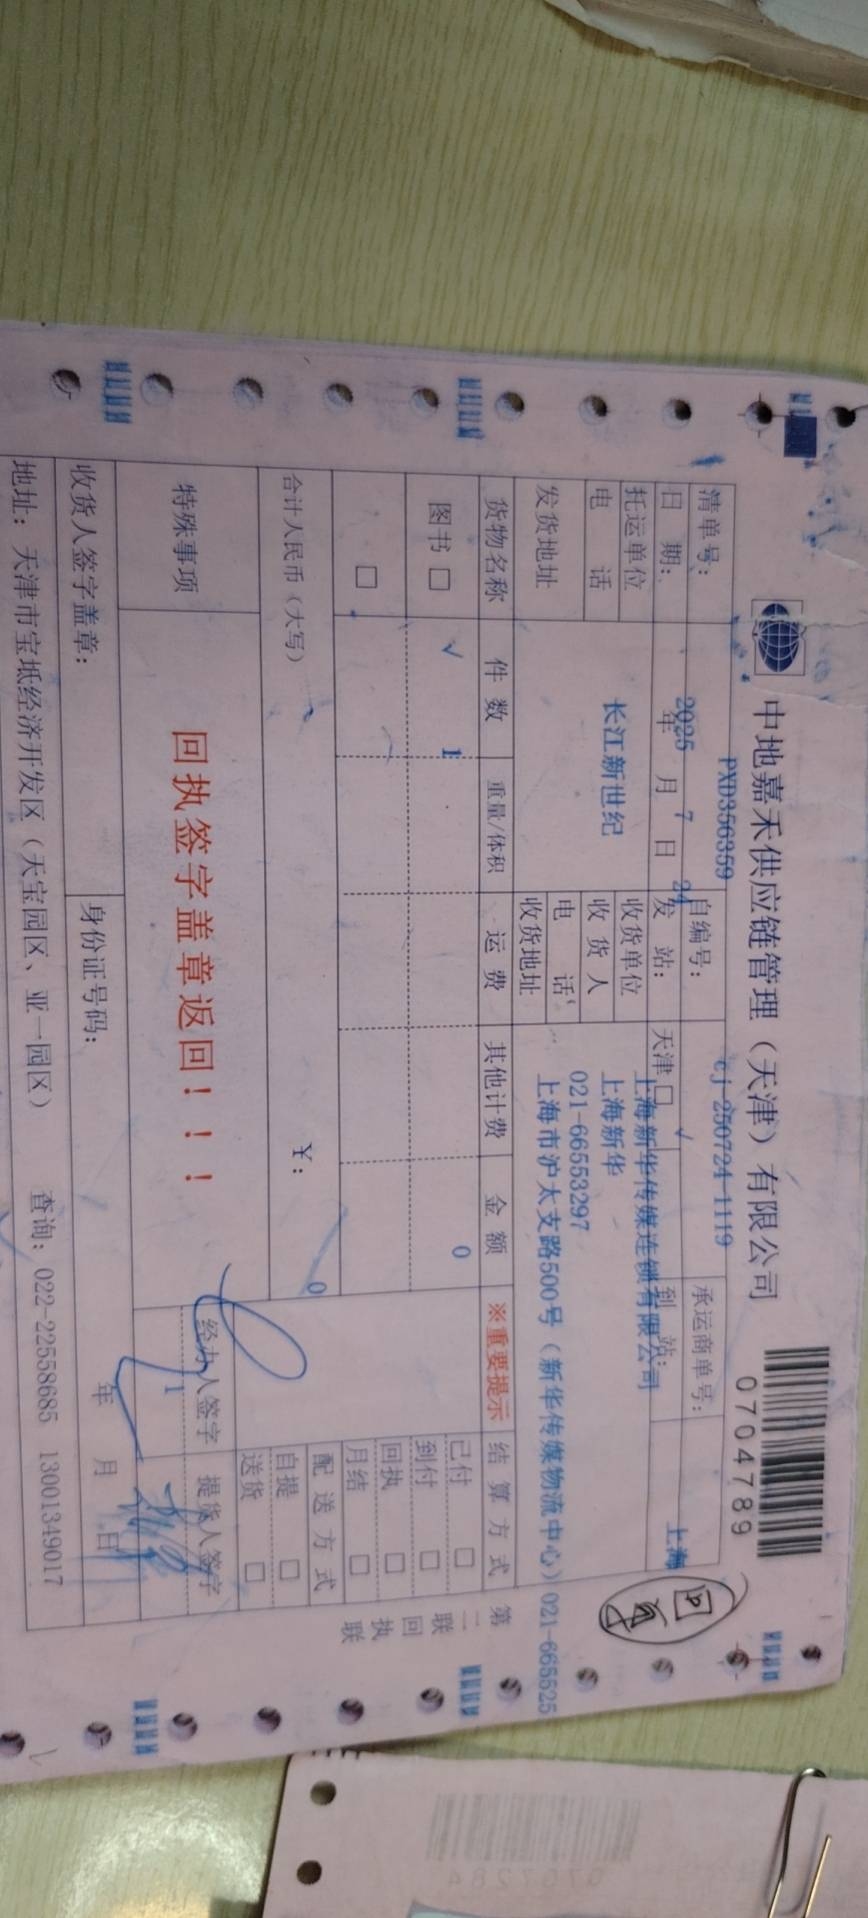 中地嘉禾供应链管理（天津）有限公司
0704789
清单号： PXD356359 自编号： cj-250724-1119 承运商单号：
日 期： 2025 年 7 月 24 日 发 站： 天津 □ √ 到 站： 上海
托运单位 长江新世纪 收货单位 上海新华传媒连锁有限公司
电 话 收 货 人 上海新华
电 话 021-66553297
发货地址 收货地址 上海市沪太支路500号（新华传媒物流中心）021-665525
货物名称 件 数 重量/体积 运 费 其他计费 金 额 ※重要提示 结 算 方 式
图书 □ √ 1 0 已付 □
到付 □
□ 回执 □
月结 □
合计人民币（大写） ￥： 0 配 送 方 式
自提 □
送货 □
特殊事项 回执签字盖章返回！！！ 经办人签字 提货人签字
1
收货人签字盖章： 身份证号码： 年 月 日
地址：天津市宝坻经济开发区（天宝园区、亚一园区） 查询：022-22558685 13001349017
第二联 回执联
回单
0707284